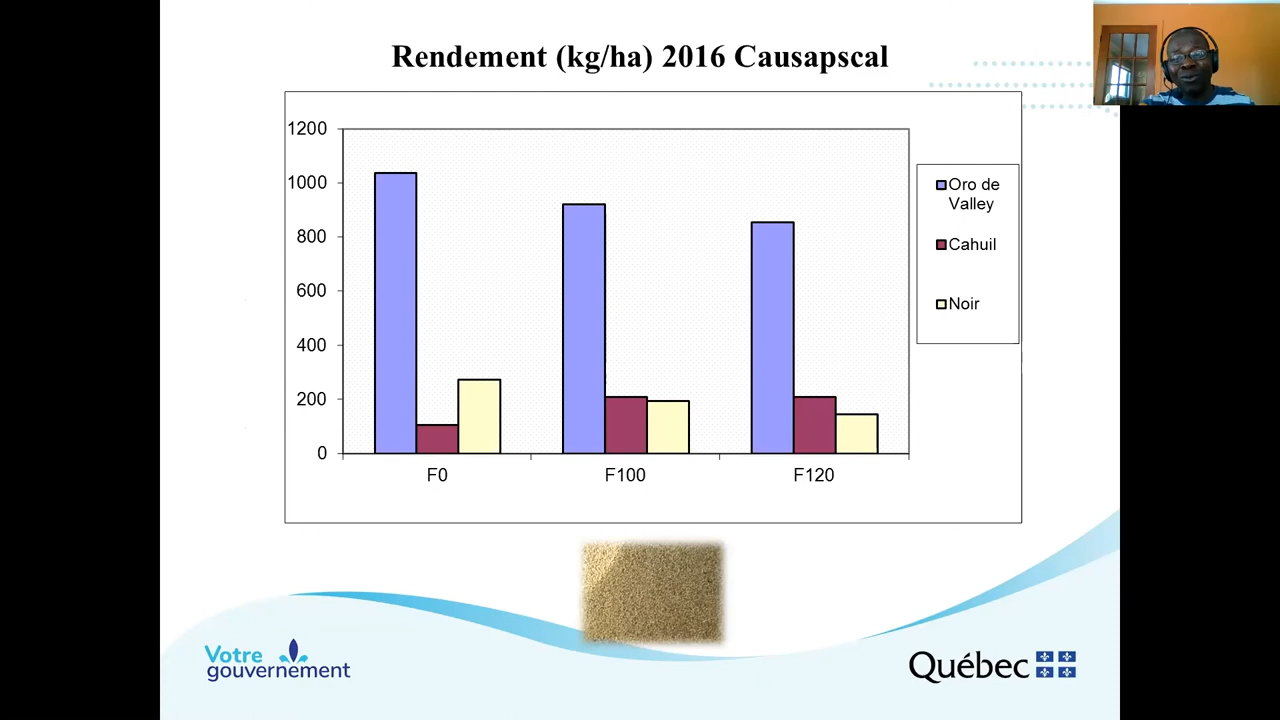 Rendement (kg/ha) 2016 Causapscal
1200
1000
800
600
400
200
0
F0
F100
F120
Oro de
Valley
Cahuil
Noir
Votre
gouvernement
Québec